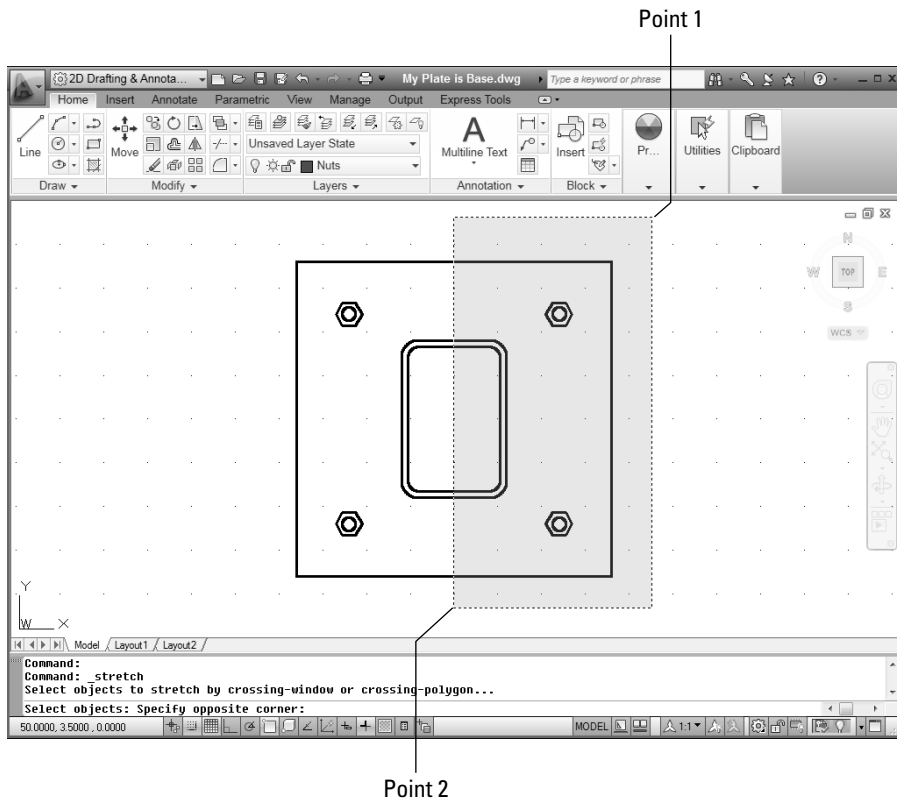 Point 1
2D Drafting & Annota... My Plate is Base.dwg Type a keyword or phrase
Home Insert Annotate Parametric View Manage Output Express Tools
Line Move Unsaved Layer State Nuts A Multiline Text Insert Pr... Utilities Clipboard
Draw Modify Layers Annotation Block
N
W TOP E
S
WCS
Y
W X
Model Layout1 Layout2
Command:
Command: _stretch
Select objects to stretch by crossing-window or crossing-polygon...
Select objects: Specify opposite corner:
50.0000, 3.5000 , 0.0000 MODEL 1:1
Point 2